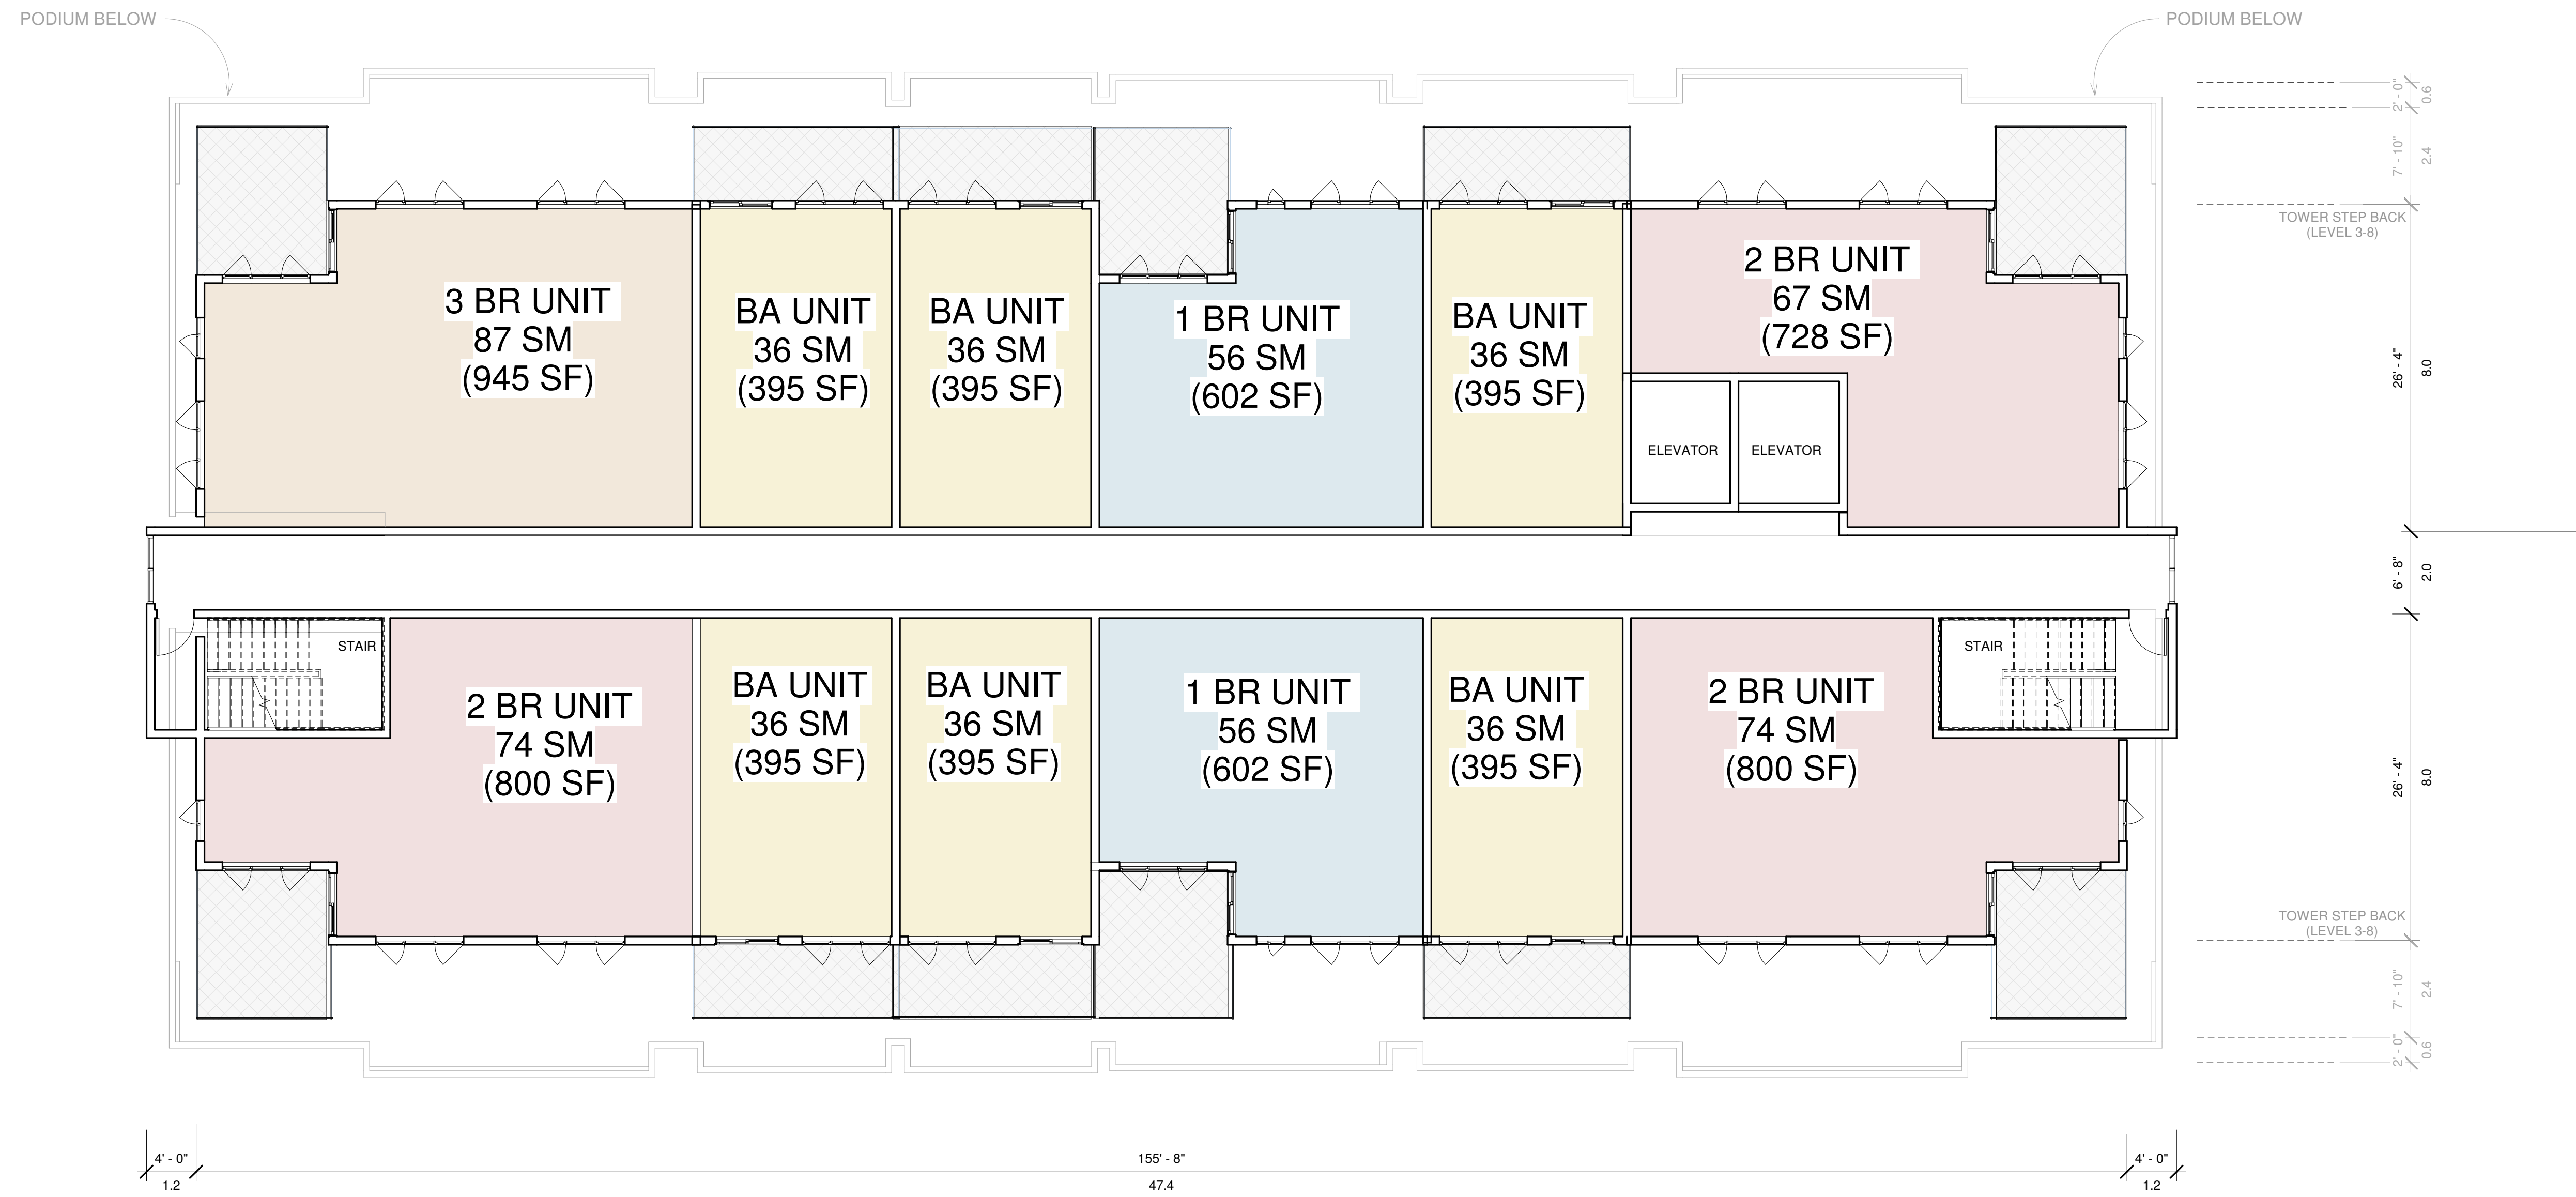 PODIUM BELOW
PODIUM BELOW
2' - 0"
0.6
7' - 10"
2.4
TOWER STEP BACK
(LEVEL 3-8)
3 BR UNIT
87 SM
(945 SF)
BA UNIT
36 SM
(395 SF)
BA UNIT
36 SM
(395 SF)
1 BR UNIT
56 SM
(602 SF)
BA UNIT
36 SM
(395 SF)
2 BR UNIT
67 SM
(728 SF)
ELEVATOR
ELEVATOR
26' - 4"
8.0
6' - 8"
2.0
STAIR
STAIR
2 BR UNIT
74 SM
(800 SF)
BA UNIT
36 SM
(395 SF)
BA UNIT
36 SM
(395 SF)
1 BR UNIT
56 SM
(602 SF)
BA UNIT
36 SM
(395 SF)
2 BR UNIT
74 SM
(800 SF)
26' - 4"
8.0
TOWER STEP BACK
(LEVEL 3-8)
7' - 10"
2.4
2' - 0"
0.6
4' - 0"
1.2
155' - 8"
47.4
4' - 0"
1.2